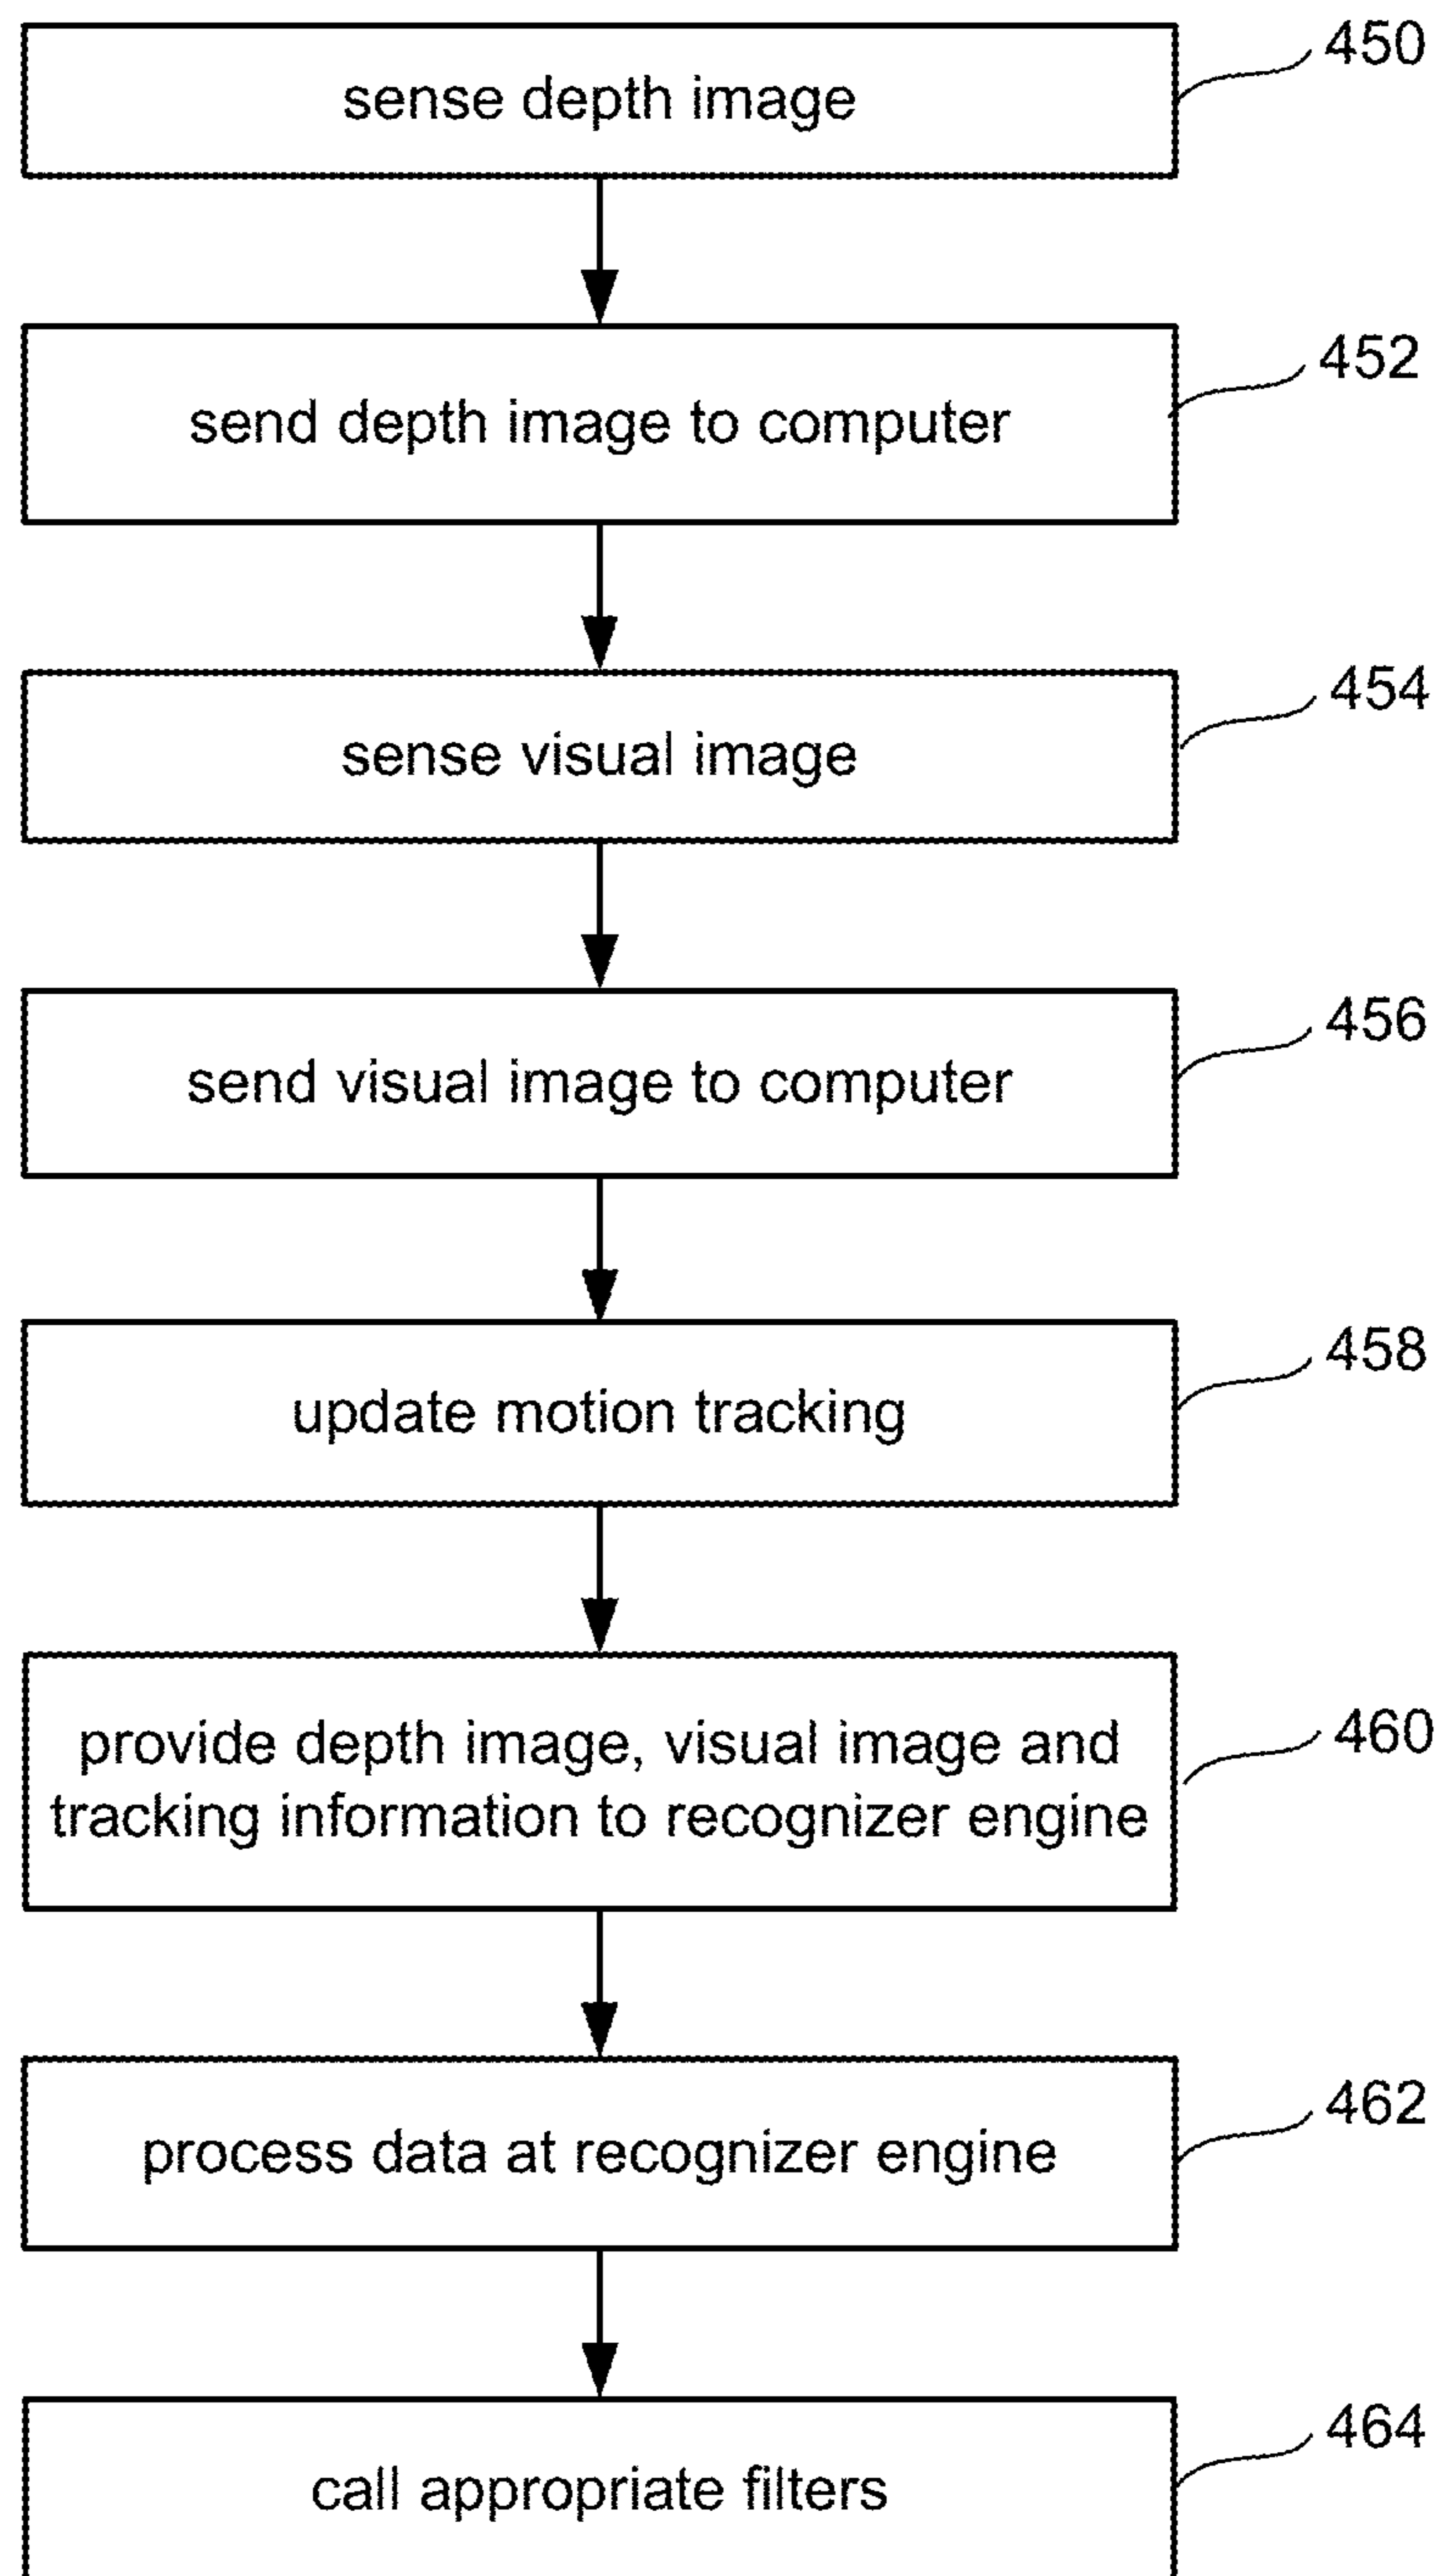 sense depth image
450
send depth image to computer
452
sense visual image
454
send visual image to computer
456
update motion tracking
458
provide depth image, visual image and
tracking information to recognizer engine
460
process data at recognizer engine
462
call appropriate filters
464